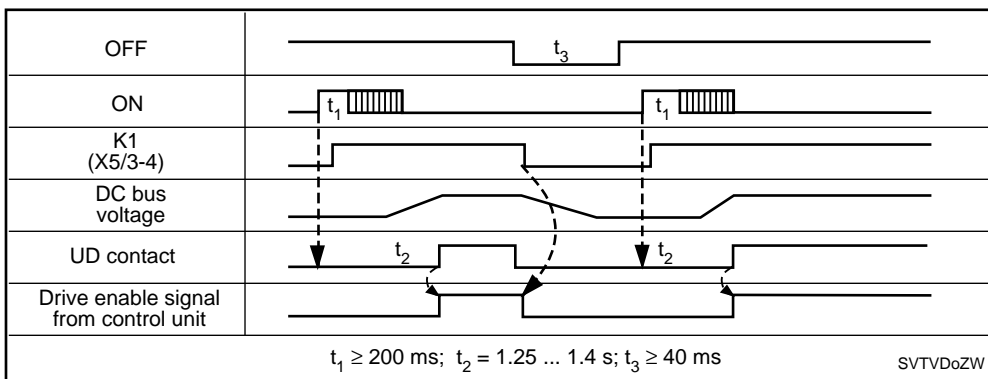 OFF
t3
ON
t1
t1
K1
(X5/3-4)
DC bus
voltage
UD contact
t2
t2
Drive enable signal
from control unit
t1 ≥ 200 ms; t2 = 1.25 ... 1.4 s; t3 ≥ 40 ms
SVTVDoZW